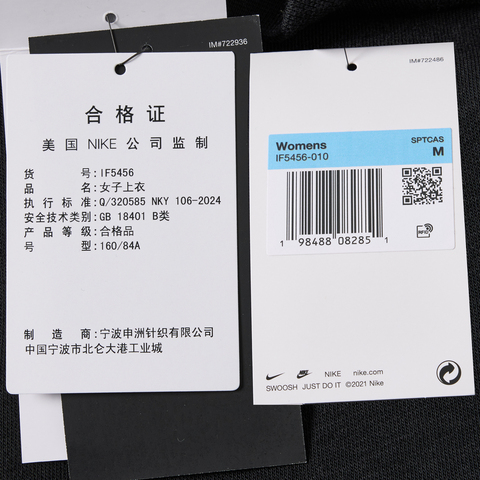 IM#722936
合格证
美国 NIKE 公司监制
货号:IF5456
品名:女子上衣
执行标准:Q/320585 NKY 106-2024
安全技术类别:GB 18401 B类
产品等级:合格品
号型:160/84A
制造商:宁波申洲针织有限公司
中国宁波市北仑大港工业城
IM#722486
SPTCAS
Womens M
IF5456-010
RFID
1 98488 08285 1
NIKE nike.com
SWOOSH JUST DO IT ©2021 Nike